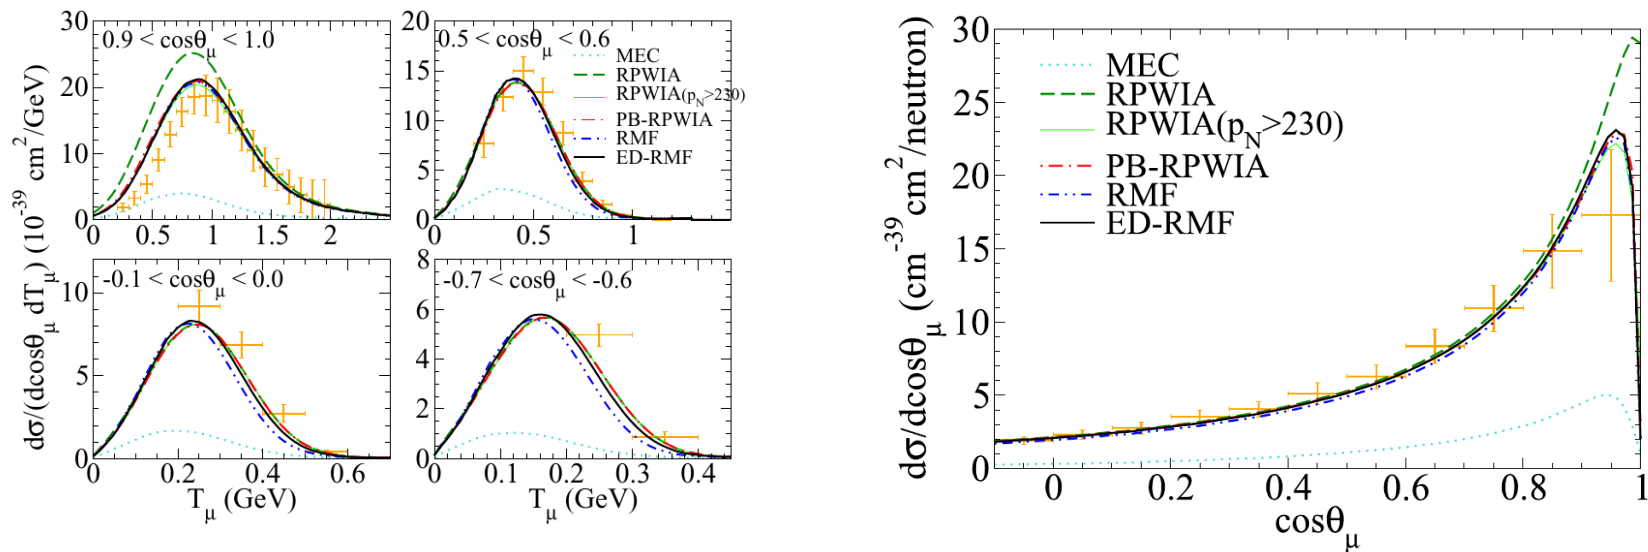 dσ/(dcosθμ dTμ) (10⁻³⁹ cm²/GeV)
30
20
10
0
0.9 < cosθμ < 1.0
0 0.5 1 1.5 2
20
15
10
5
0
0.5 < cosθμ < 0.6
MEC
RPWIA
RPWIA(pN>230)
PB-RPWIA
RMF
ED-RMF
0 0.5 1
10
5
0
-0.1 < cosθμ < 0.0
0 0.2 0.4 0.6
Tμ (GeV)
8
6
4
2
0
-0.7 < cosθμ < -0.6
0 0.1 0.2 0.3 0.4
Tμ (GeV)
dσ/dcosθμ (cm⁻³⁹ cm²/neutron)
30
25
20
15
10
5
0
MEC
RPWIA
RPWIA(pN>230)
PB-RPWIA
RMF
ED-RMF
0 0.2 0.4 0.6 0.8 1
cosθμ